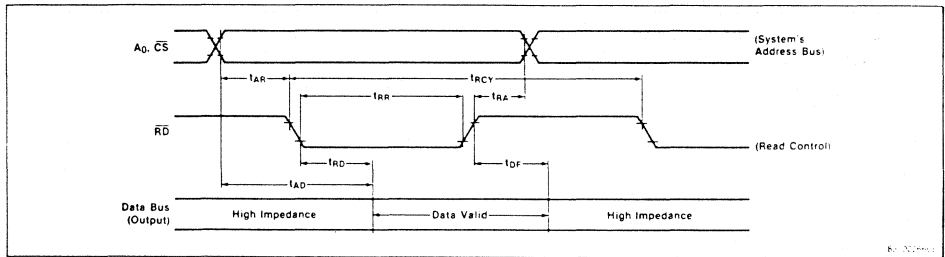 A0, CS
(System's
Address Bus)
tAR
tRCY
tRR
tRA
RD
(Read Control)
tRD
tDF
tAD
Data Bus
(Output)
High Impedance
Data Valid
High Impedance